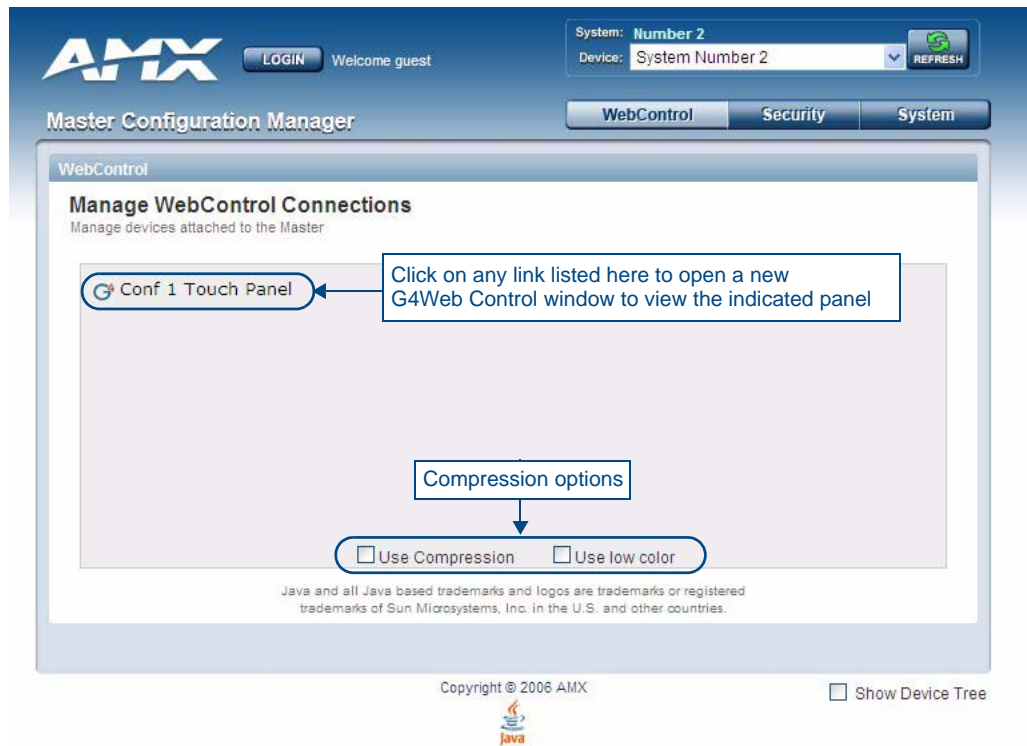 AMX
LOGIN Welcome guest
System: Number 2
Device: System Number 2
REFRESH
Master Configuration Manager
WebControl Security System
WebControl
Manage WebControl Connections
Manage devices attached to the Master
G4 Conf 1 Touch Panel
Click on any link listed here to open a new
G4Web Control window to view the indicated panel
Compression options
Use Compression Use low color
Java and all Java based trademarks and logos are trademarks or registered
trademarks of Sun Microsystems, Inc. in the U.S. and other countries.
Copyright © 2006 AMX
Show Device Tree
Java